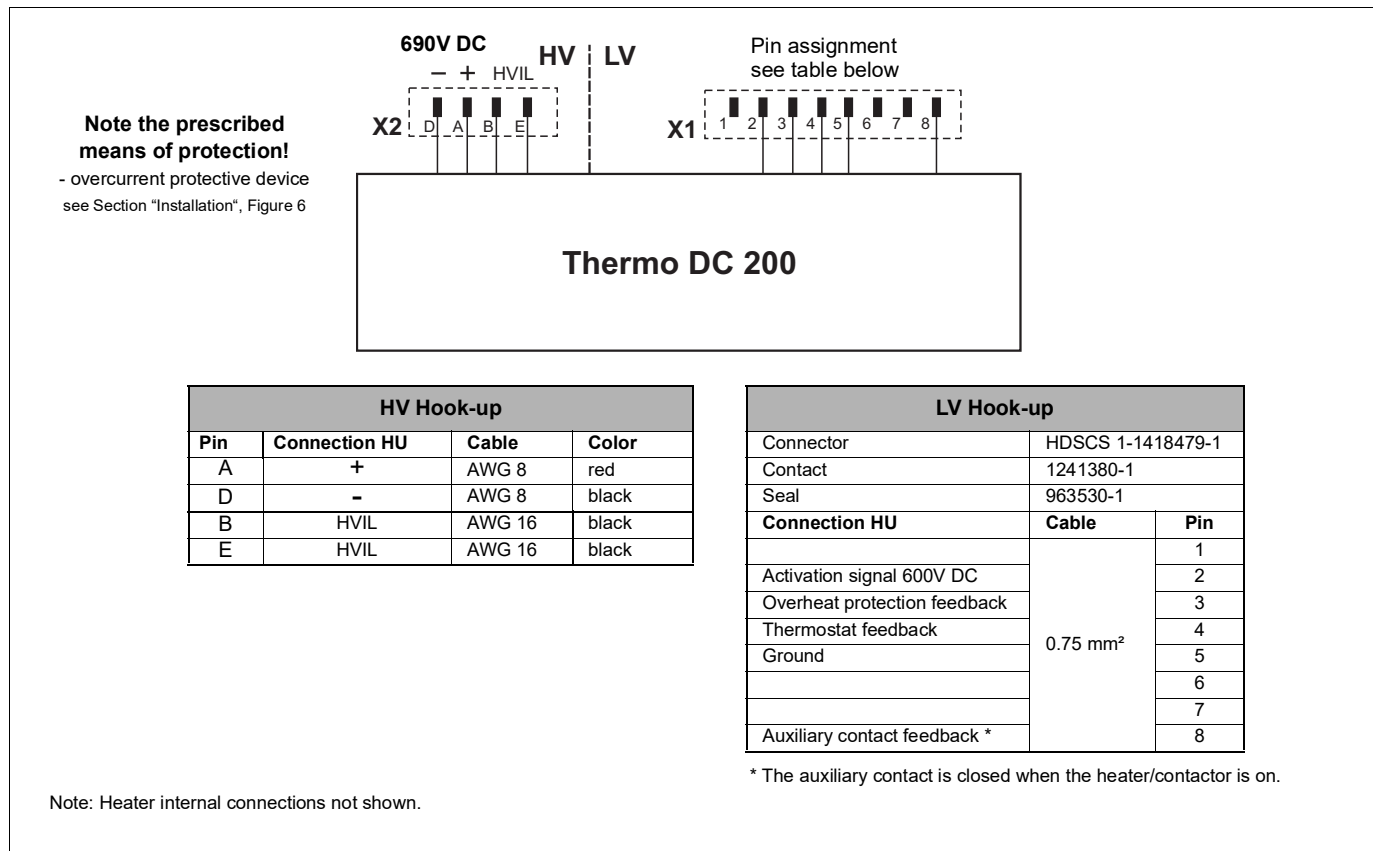 690V DC
HV LV
− + HVIL
X2 D A B E
Pin assignment
see table below
X1 1 2 3 4 5 6 7 8
Note the prescribed
means of protection!
- overcurrent protective device
see Section “Installation“, Figure 6
Thermo DC 200
HV Hook-up
Pin Connection HU Cable Color
A + AWG 8 red
D - AWG 8 black
B HVIL AWG 16 black
E HVIL AWG 16 black
LV Hook-up
Connector HDSCS 1-1418479-1
Contact 1241380-1
Seal 963530-1
Connection HU Cable Pin
1
Activation signal 600V DC 2
Overheat protection feedback 3
Thermostat feedback 4
0.75 mm²
Ground 5
6
7
Auxiliary contact feedback * 8
* The auxiliary contact is closed when the heater/contactor is on.
Note: Heater internal connections not shown.